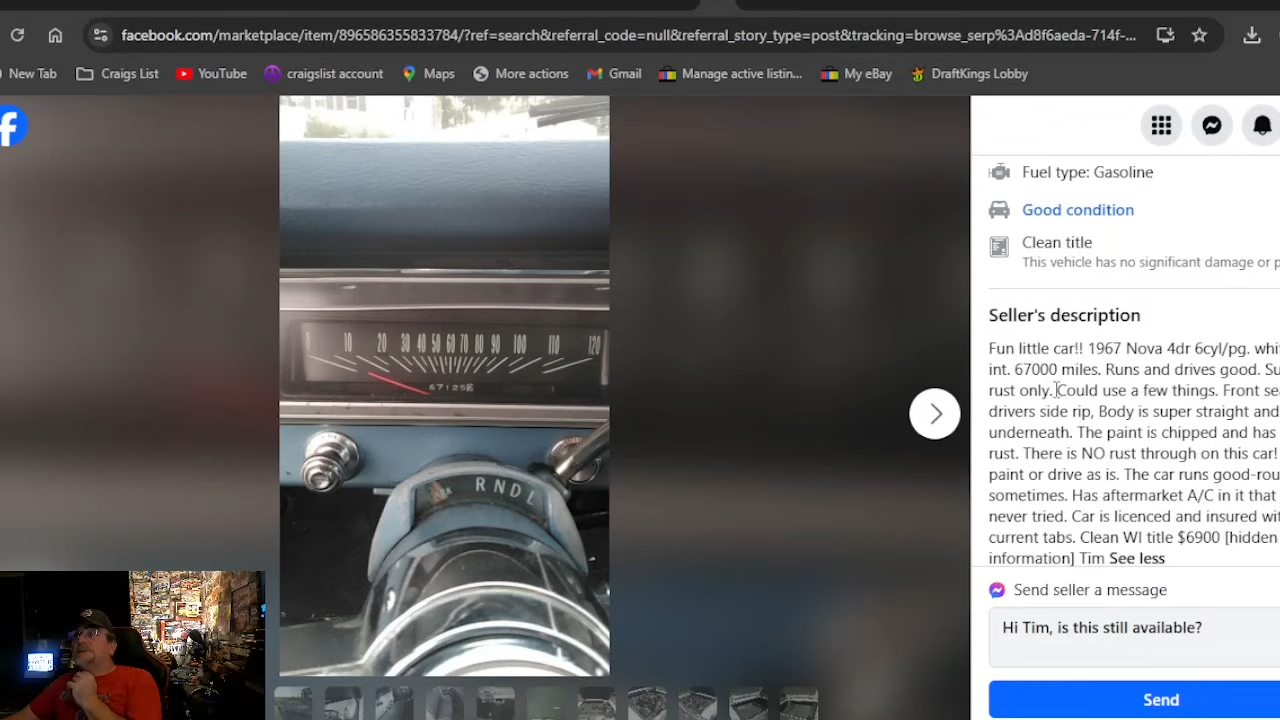 facebook.com/marketplace/item/896586355833784/?ref=search&referral_code=null&referral_story_type=post&tracking=browse_serp%3Ad8f6aeda-714f-...
New Tab Craigs List YouTube craigslist account Maps More actions Gmail Manage active listin... My eBay DraftKings Lobby
Fuel type: Gasoline
Good condition
Clean title
This vehicle has no significant damage or p
Seller's description
Fun little car!! 1967 Nova 4dr 6cyl/pg. whi
int. 67000 miles. Runs and drives good. Su
rust only. Could use a few things. Front sea
drivers side rip, Body is super straight and
underneath. The paint is chipped and has
rust. There is NO rust through on this car!
paint or drive as is. The car runs good-rou
sometimes. Has aftermarket A/C in it that
never tried. Car is licenced and insured wit
current tabs. Clean WI title $6900 [hidden
information] Tim See less
Send seller a message
Hi Tim, is this still available?
Send
0 10 20 30 40 50 60 70 80 90 100 110 120
67125
R N D L